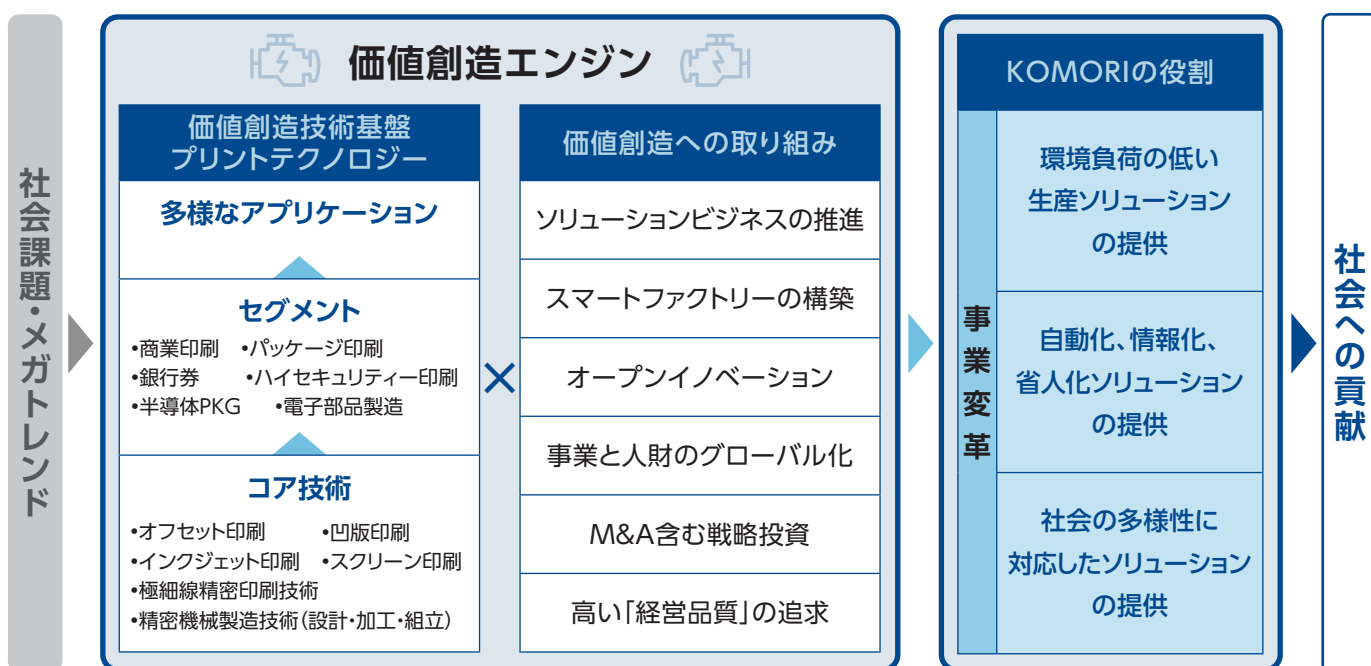 社会課題・メガトレンド
価値創造エンジン
価値創造技術基盤
プリントテクノロジー
多様なアプリケーション
セグメント
•商業印刷 •パッケージ印刷
•銀行券 •ハイセキュリティー印刷
•半導体PKG •電子部品製造
コア技術
•オフセット印刷 •凹版印刷
•インクジェット印刷 •スクリーン印刷
•極細線精密印刷技術
•精密機械製造技術（設計・加工・組立）
×
価値創造への取り組み
ソリューションビジネスの推進
スマートファクトリーの構築
オープンイノベーション
事業と人財のグローバル化
M&A含む戦略投資
高い「経営品質」の追求
KOMORIの役割
事業変革
環境負荷の低い
生産ソリューション
の提供
自動化、情報化、
省人化ソリューション
の提供
社会の多様性に
対応したソリューション
の提供
社会への貢献